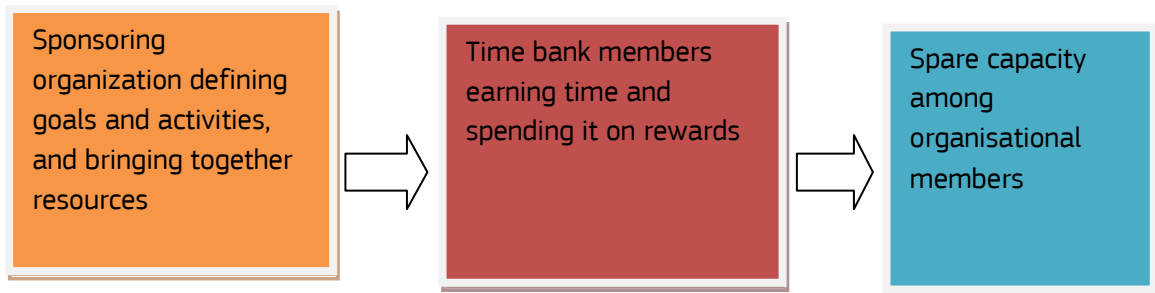 Sponsoring
organization defining
goals and activities,
and bringing together
resources
Time bank members
earning time and
spending it on rewards
Spare capacity
among
organisational
members